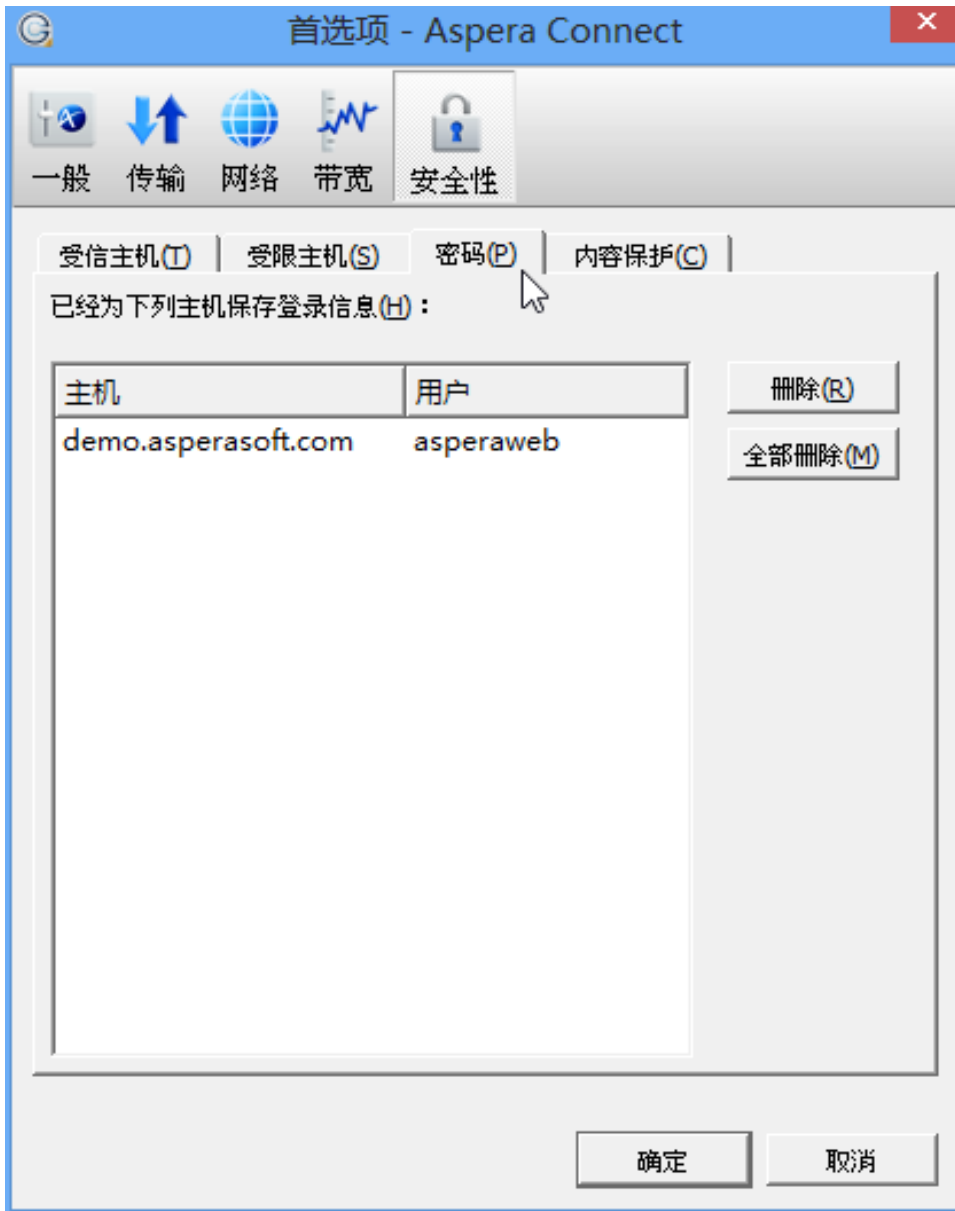 首选项 - Aspera Connect
一般 传输 网络 带宽 安全性
受信主机(T) 受限主机(S) 密码(P) 内容保护(C)
已经为下列主机保存登录信息(H)：
主机 用户 删除(R)
demo.asperasoft.com asperaweb 全部删除(M)
确定 取消